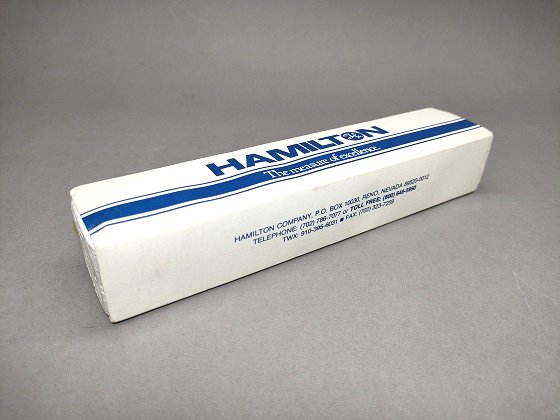 HAMILTON
The measure of excellence.
HAMILTON COMPANY, P.O. BOX 10030, RENO, NEVADA 89520-0012
TELEPHONE: (702) 786-7077 or TOLL FREE: (800) 648-5950
TWX: 910-395-6031 ■ FAX: (702) 323-7259